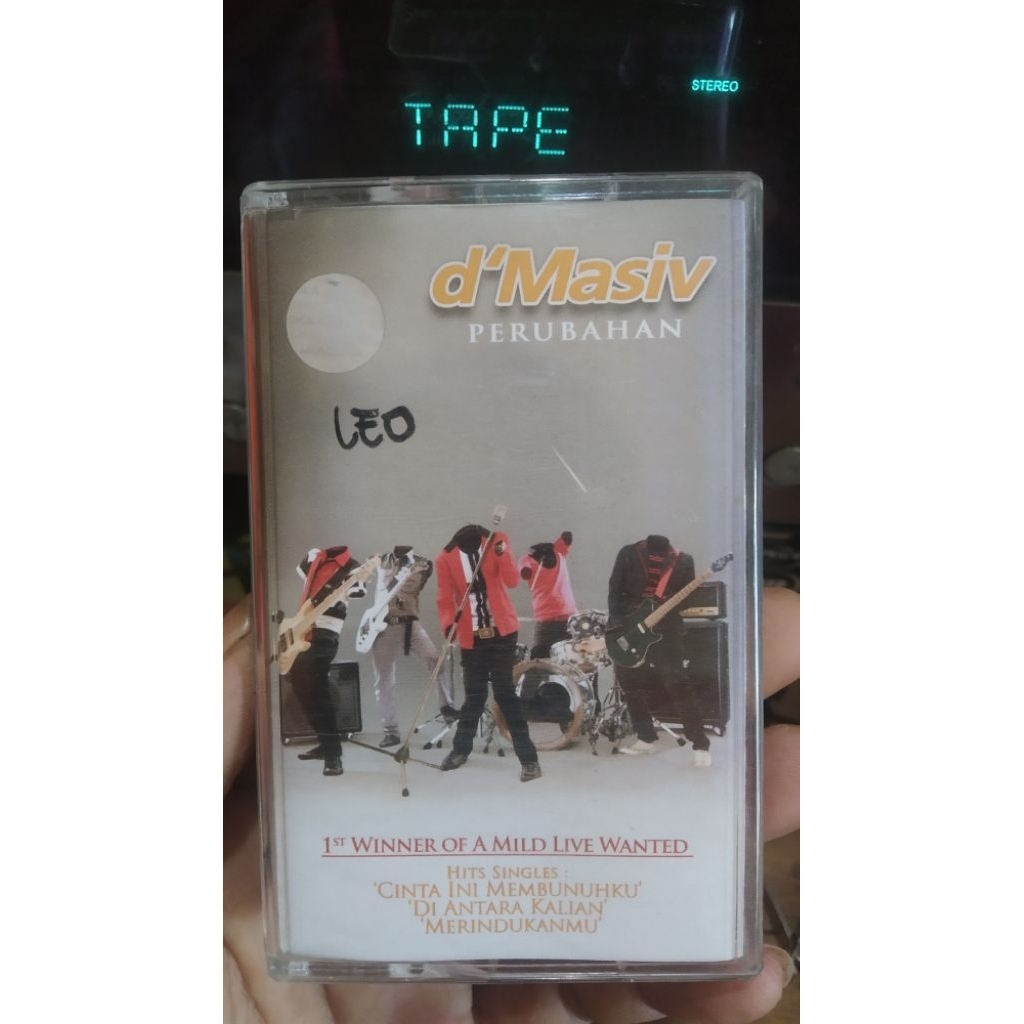 STEREO
TAPE
d'Masiv
PERUBAHAN
LEO
1ST WINNER OF A MILD LIVE WANTED
HITS SINGLES :
'CINTA INI MEMBUNUHKU'
'DI ANTARA KALIAN'
'MERINDUKANMU'